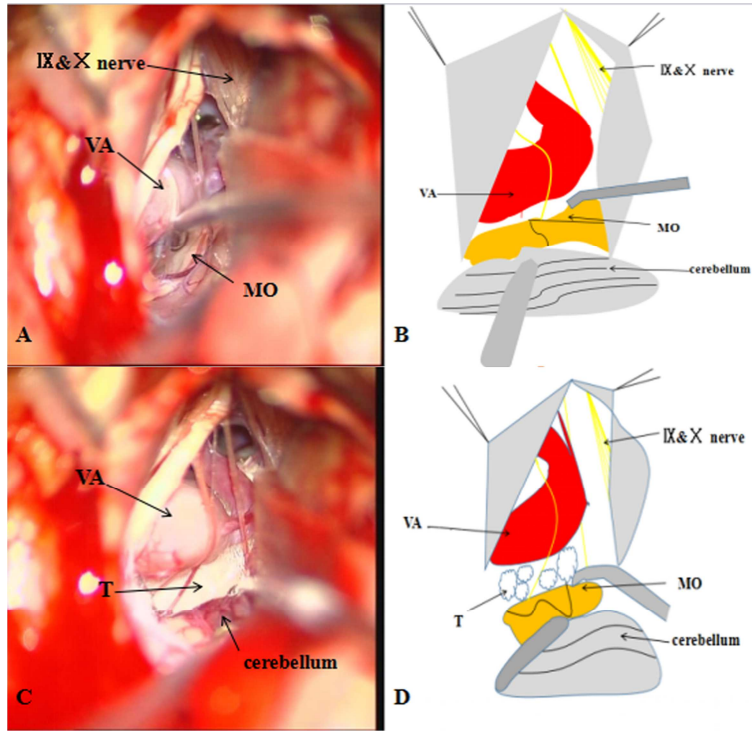 IX&X nerve
VA
MO
A
IX&X nerve
VA
MO
cerebellum
B
VA
T
cerebellum
C
IX&X nerve
VA
MO
T
cerebellum
D